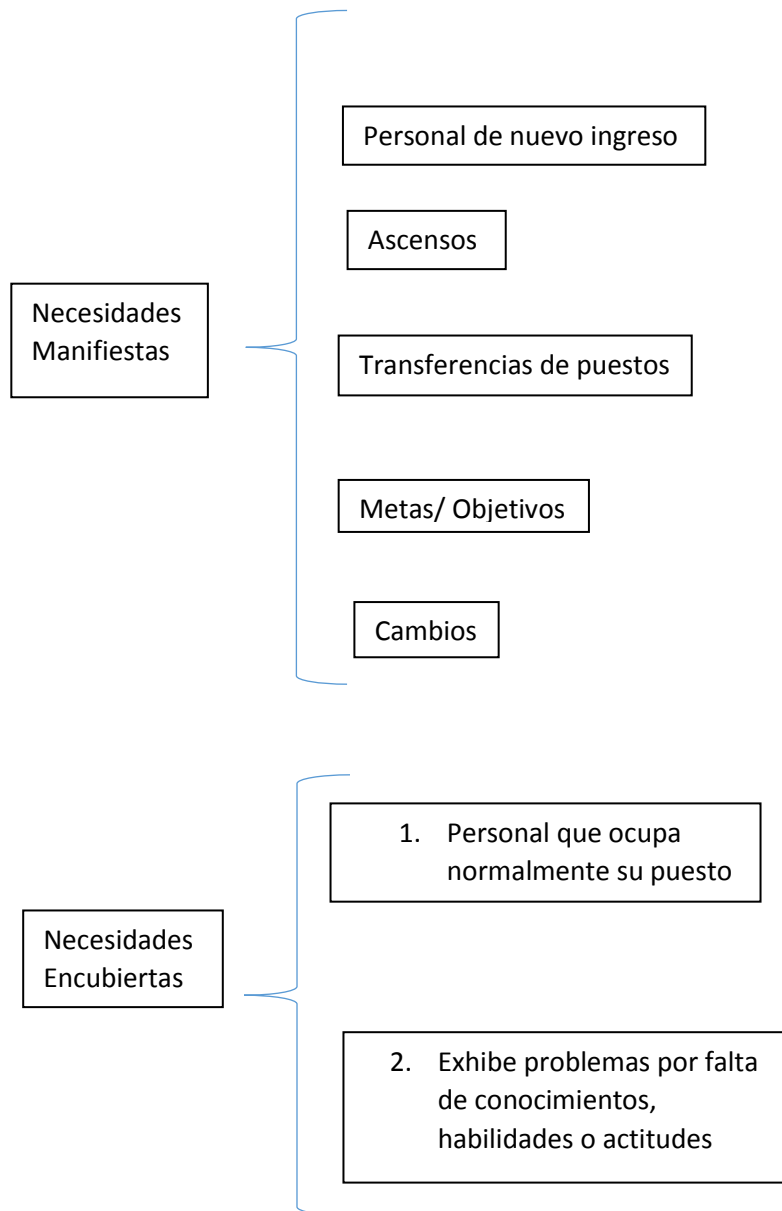 Necesidades
Manifiestas
Personal de nuevo ingreso
Ascensos
Transferencias de puestos
Metas/ Objetivos
Cambios
Necesidades
Encubiertas
1. Personal que ocupa
normalmente su puesto
2. Exhibe problemas por falta
de conocimientos,
habilidades o actitudes